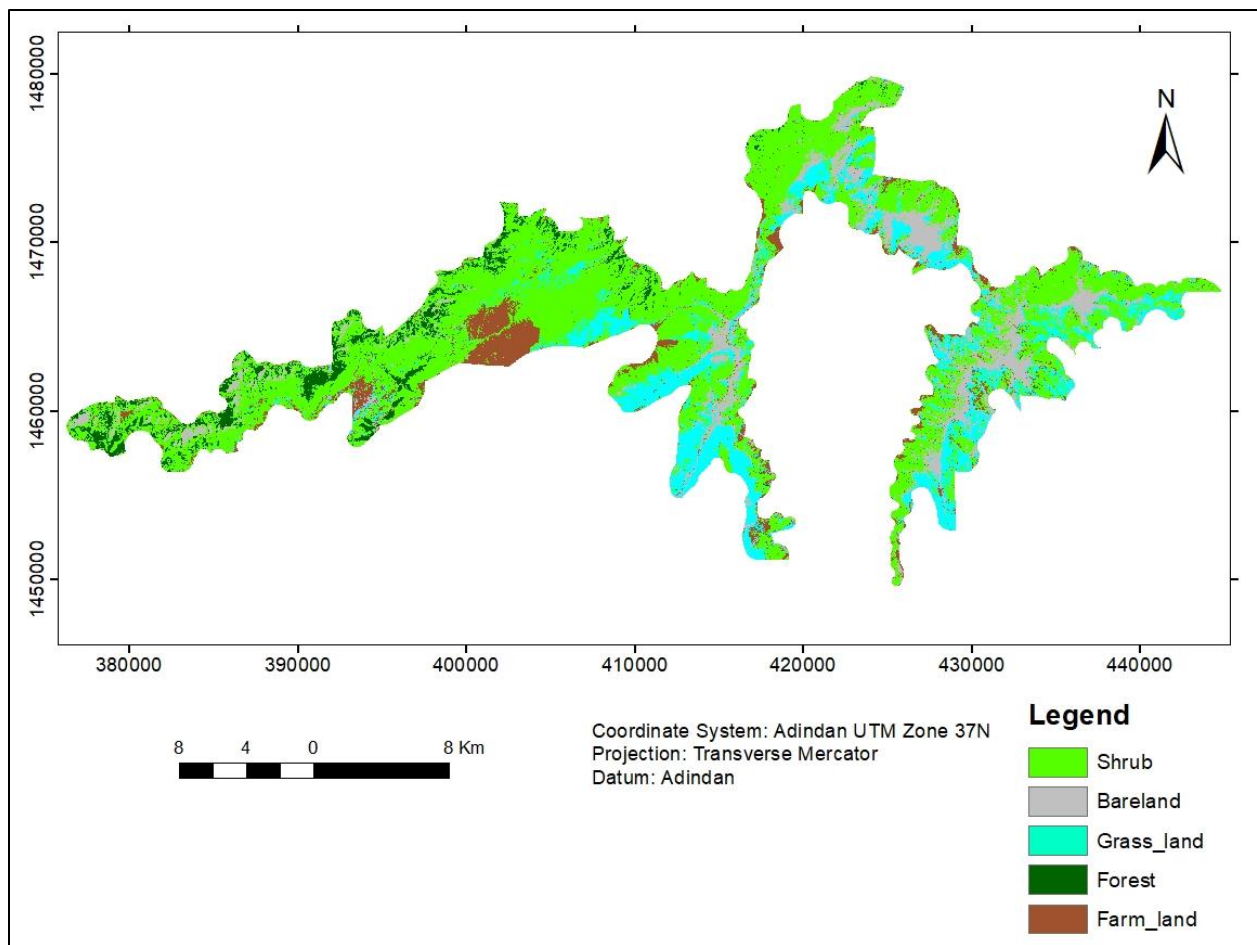 1480000
1470000
1460000
1450000
N
380000 390000 400000 410000 420000 430000 440000
8 4 0 8 Km
Coordinate System: Adindan UTM Zone 37N
Projection: Transverse Mercator
Datum: Adindan
Legend
Shrub
Bareland
Grass_land
Forest
Farm_land